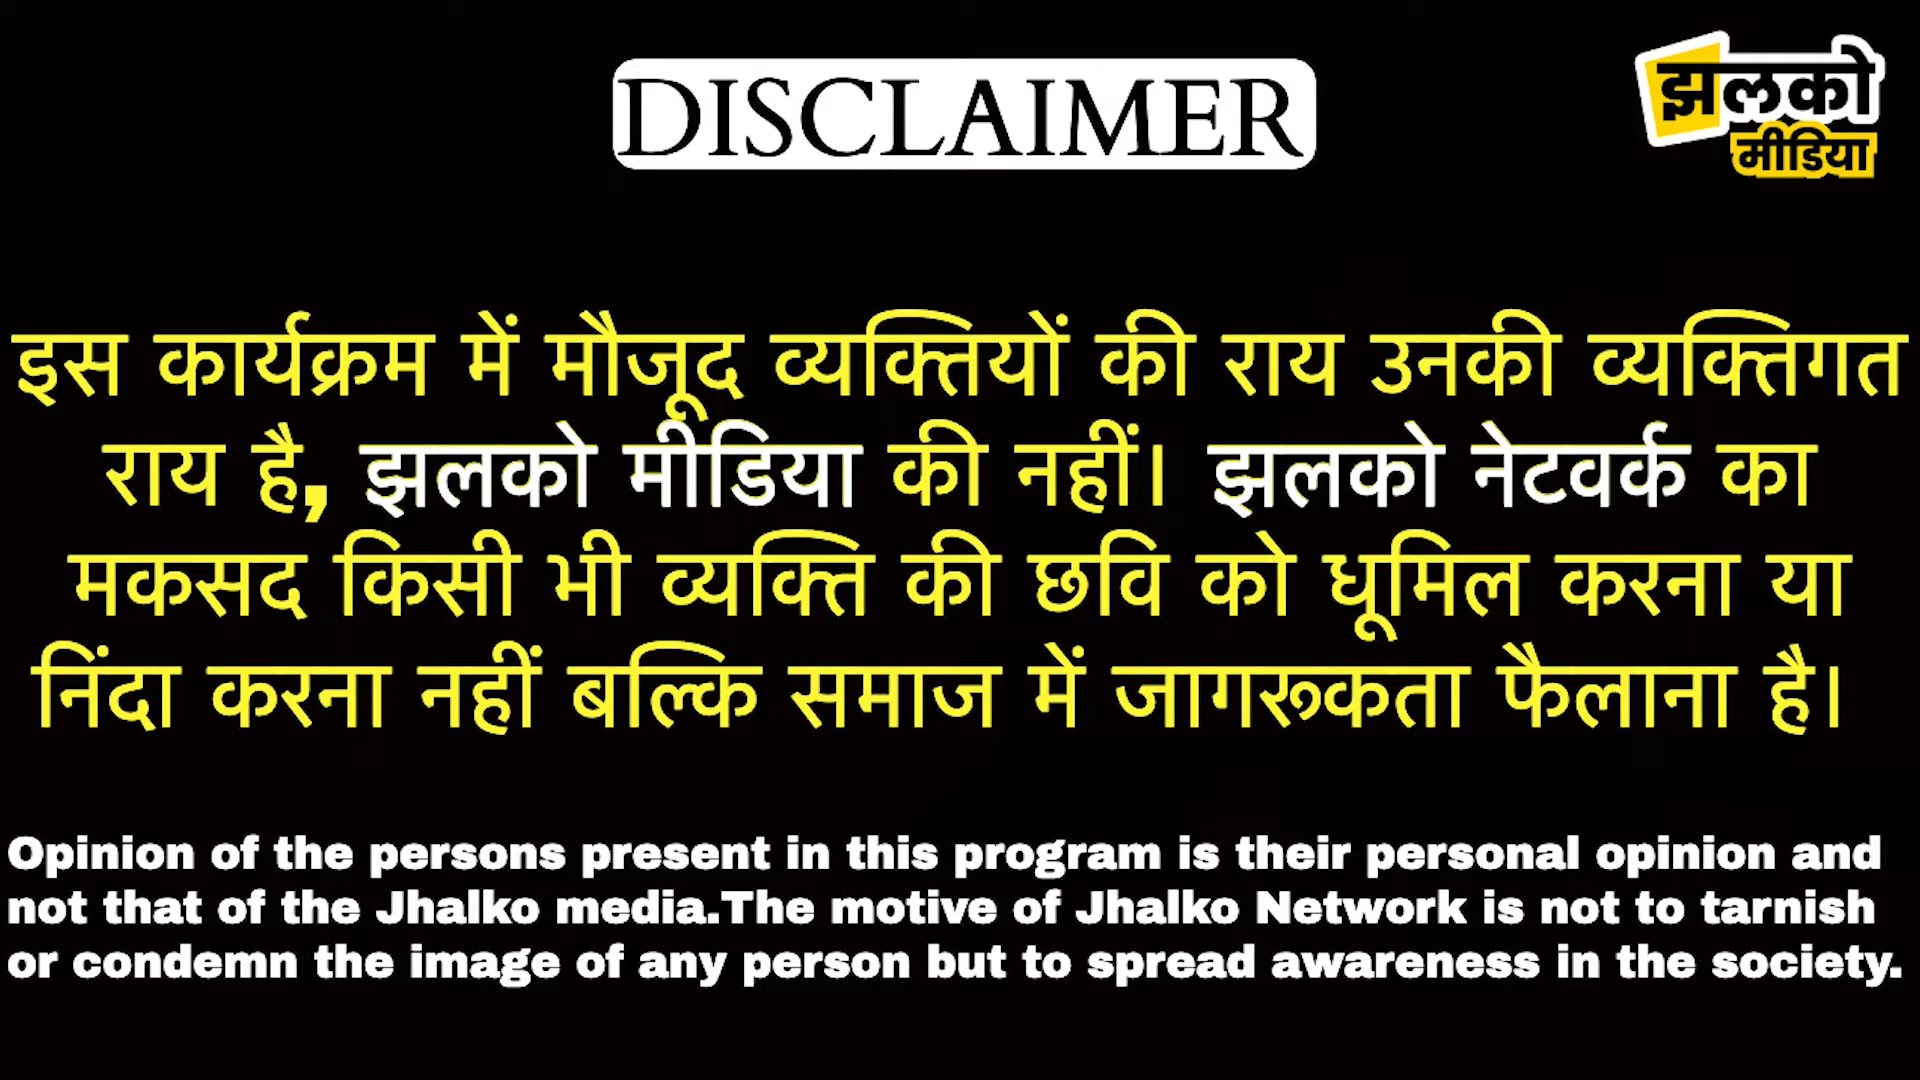 DISCLAIMER
झलको
मीडिया
इस कार्यक्रम में मौजूद व्यक्तियों की राय उनकी व्यक्तिगत
राय है, झलको मीडिया की नहीं। झलको नेटवर्क का
मकसद किसी भी व्यक्ति की छवि को धूमिल करना या
निंदा करना नहीं बल्कि समाज में जागरूकता फैलाना है।
Opinion of the persons present in this program is their personal opinion and
not that of the Jhalko media.The motive of Jhalko Network is not to tarnish
or condemn the image of any person but to spread awareness in the society.